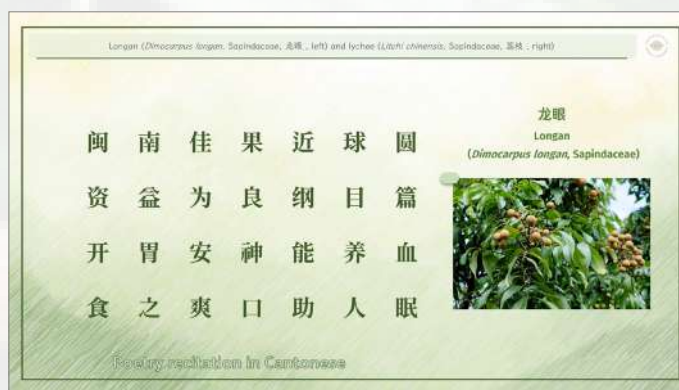 Longan (Dimocarpus longan, Sapindaceae, 龙眼, left) and lychee (Litchi chinensis, Sapindaceae, 荔枝, right)
闽南佳果近球圆
资益为良纲目篇
开胃安神能养血
食之爽口助人眠
龙眼
Longan
(Dimocarpus longan, Sapindaceae)
Poetry recitation in Cantonese